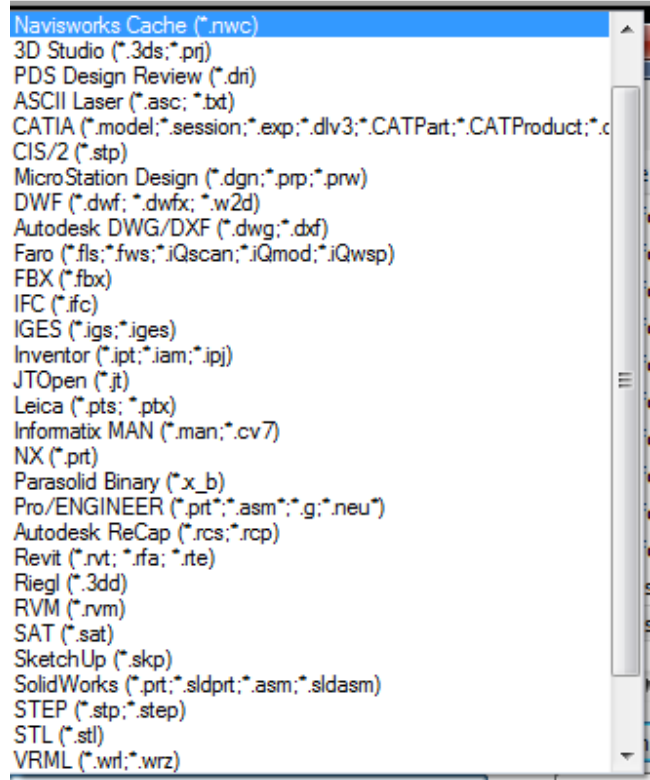 Navisworks Cache (*.nwc)
3D Studio (*.3ds;*.prj)
PDS Design Review (*.dri)
ASCII Laser (*.asc; *.txt)
CATIA (*.model;*.session;*.exp;*.dlv3;*.CATPart;*.CATProduct;*.c
CIS/2 (*.stp)
MicroStation Design (*.dgn;*.prp;*.prw)
DWF (*.dwf; *.dwfx; *.w2d)
Autodesk DWG/DXF (*.dwg;*.dxf)
Faro (*.fls;*.fws;*.iQscan;*.iQmod;*.iQwsp)
FBX (*.fbx)
IFC (*.ifc)
IGES (*.igs;*.iges)
Inventor (*.ipt;*.iam;*.ipj)
JTOpen (*.jt)
Leica (*.pts; *.ptx)
Informatix MAN (*.man;*.cv7)
NX (*.prt)
Parasolid Binary (*.x_b)
Pro/ENGINEER (*.prt*;*.asm*;*.g;*.neu*)
Autodesk ReCap (*.rcs;*.rcp)
Revit (*.rvt; *.rfa; *.rte)
Riegl (*.3dd)
RVM (*.rvm)
SAT (*.sat)
SketchUp (*.skp)
SolidWorks (*.prt;*.sldprt;*.asm;*.sldasm)
STEP (*.stp;*.step)
STL (*.stl)
VRML (*.wrl;*.wrz)